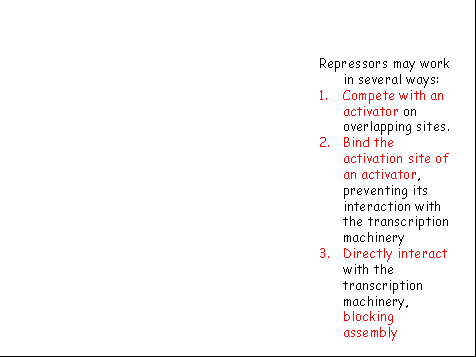 Repressors may work
in several ways:
1. Compete with an
activator on
overlapping sites.
2. Bind the
activation site of
an activator,
preventing its
interaction with
the transcription
machinery
3. Directly interact
with the
transcription
machinery,
blocking
assembly